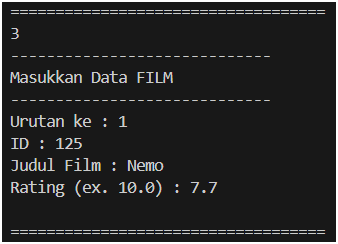 ===================================
3
-----------------------------
Masukkan Data FILM
-----------------------------
Urutan ke : 1
ID : 125
Judul Film : Nemo
Rating (ex. 10.0) : 7.7
===================================